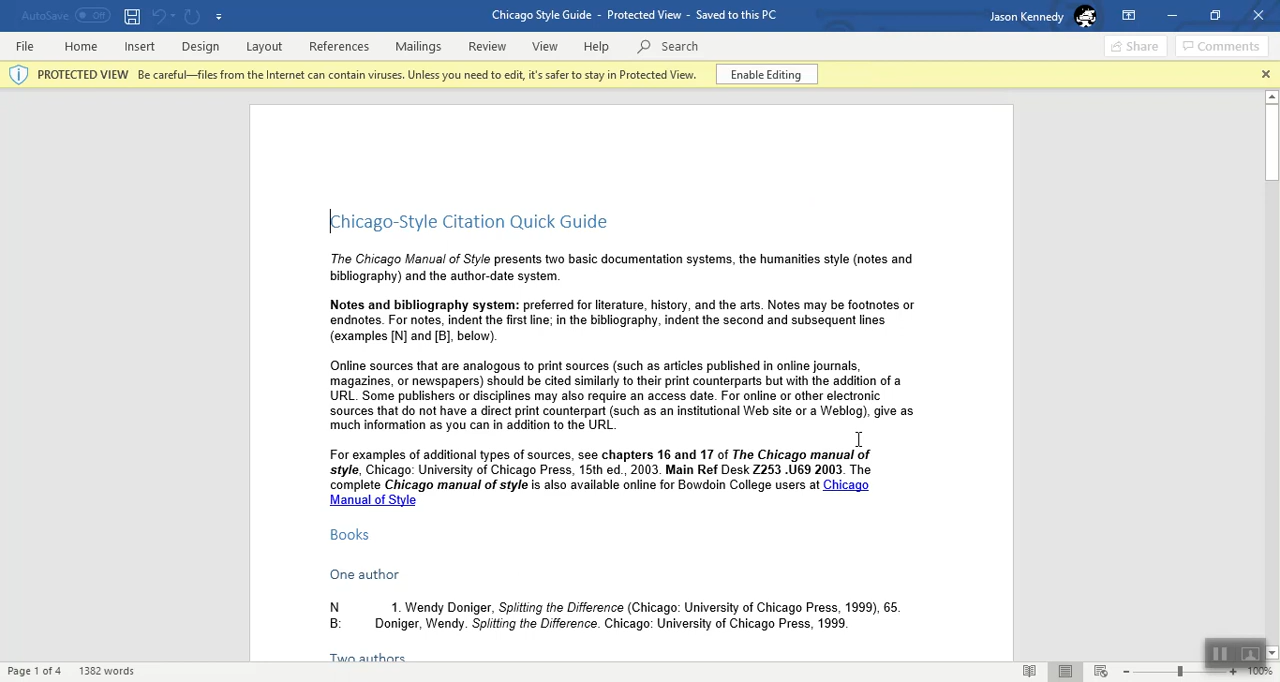 AutoSave Off Chicago Style Guide - Protected View - Saved to this PC Jason Kennedy
File Home Insert Design Layout References Mailings Review View Help Search Share Comments
PROTECTED VIEW Be careful—files from the Internet can contain viruses. Unless you need to edit, it's safer to stay in Protected View. Enable Editing
Chicago-Style Citation Quick Guide
The Chicago Manual of Style presents two basic documentation systems, the humanities style (notes and
bibliography) and the author-date system.
Notes and bibliography system: preferred for literature, history, and the arts. Notes may be footnotes or
endnotes. For notes, indent the first line; in the bibliography, indent the second and subsequent lines
(examples [N] and [B], below).
Online sources that are analogous to print sources (such as articles published in online journals,
magazines, or newspapers) should be cited similarly to their print counterparts but with the addition of a
URL. Some publishers or disciplines may also require an access date. For online or other electronic
sources that do not have a direct print counterpart (such as an institutional Web site or a Weblog), give as
much information as you can in addition to the URL.
For examples of additional types of sources, see chapters 16 and 17 of The Chicago manual of
style, Chicago: University of Chicago Press, 15th ed., 2003. Main Ref Desk Z253 .U69 2003. The
complete Chicago manual of style is also available online for Bowdoin College users at Chicago
Manual of Style
Books
One author
N 1. Wendy Doniger, Splitting the Difference (Chicago: University of Chicago Press, 1999), 65.
B: Doniger, Wendy. Splitting the Difference. Chicago: University of Chicago Press, 1999.
Two authors
Page 1 of 4 1382 words 100%